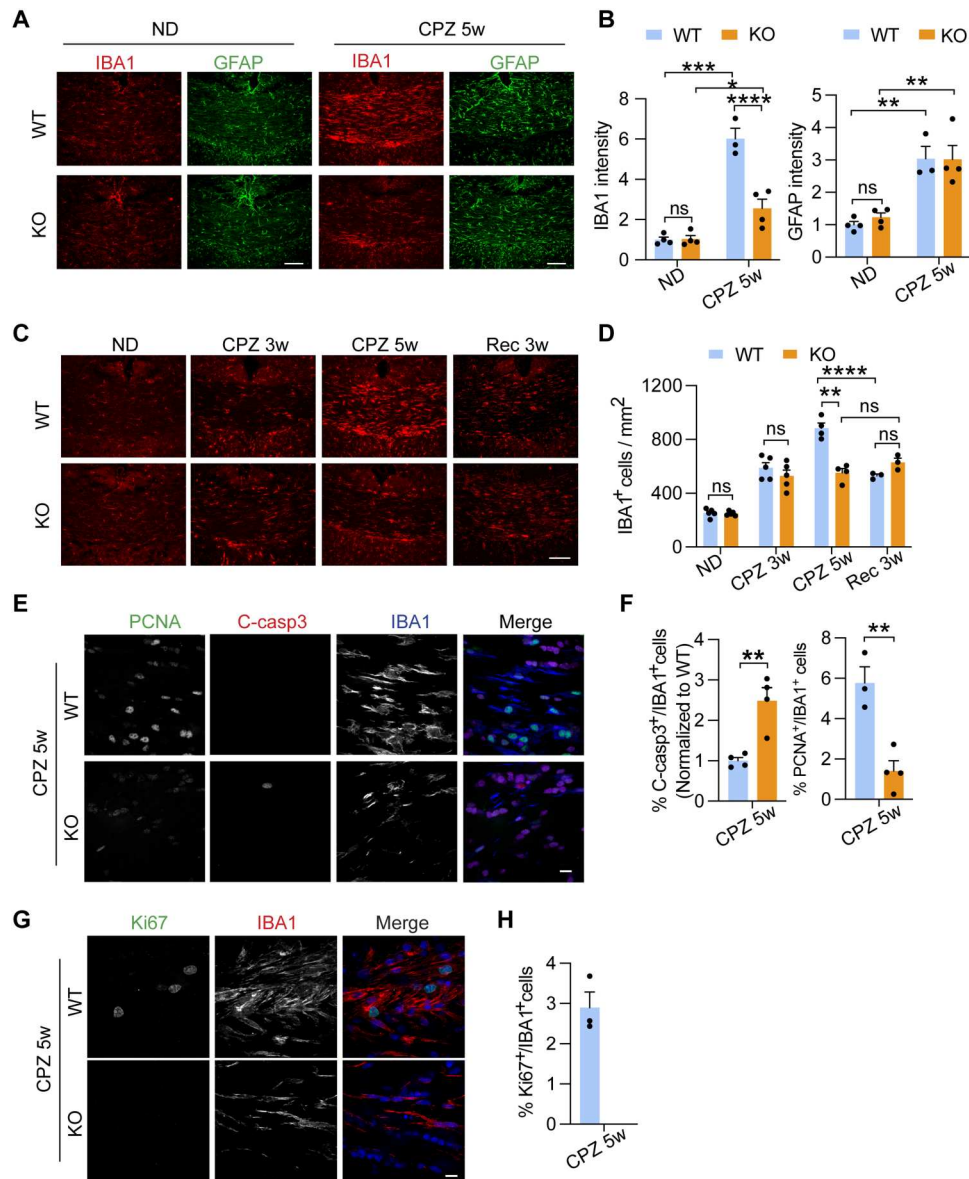 A
ND
CPZ 5w
IBA1
GFAP
IBA1
GFAP
WT
KO
B
WT
KO
WT
KO
***
*
****
ns
IBA1 intensity
8
6
4
2
0
ND
CPZ 5w
**
**
ns
GFAP intensity
5
4
3
2
1
0
ND
CPZ 5w
C
ND
CPZ 3w
CPZ 5w
Rec 3w
WT
KO
D
WT
KO
****
**
ns
ns
ns
ns
IBA1+ cells / mm2
1200
800
400
0
ND
CPZ 3w
CPZ 5w
Rec 3w
E
PCNA
C-casp3
IBA1
Merge
CPZ 5w
WT
KO
F
**
% C-casp3+/IBA1+cells
(Normalized to WT)
4
3
2
1
0
CPZ 5w
**
% PCNA+/IBA1+ cells
8
6
4
2
0
CPZ 5w
G
Ki67
IBA1
Merge
CPZ 5w
WT
KO
H
% Ki67+/IBA1+cells
4
3
2
1
0
CPZ 5w